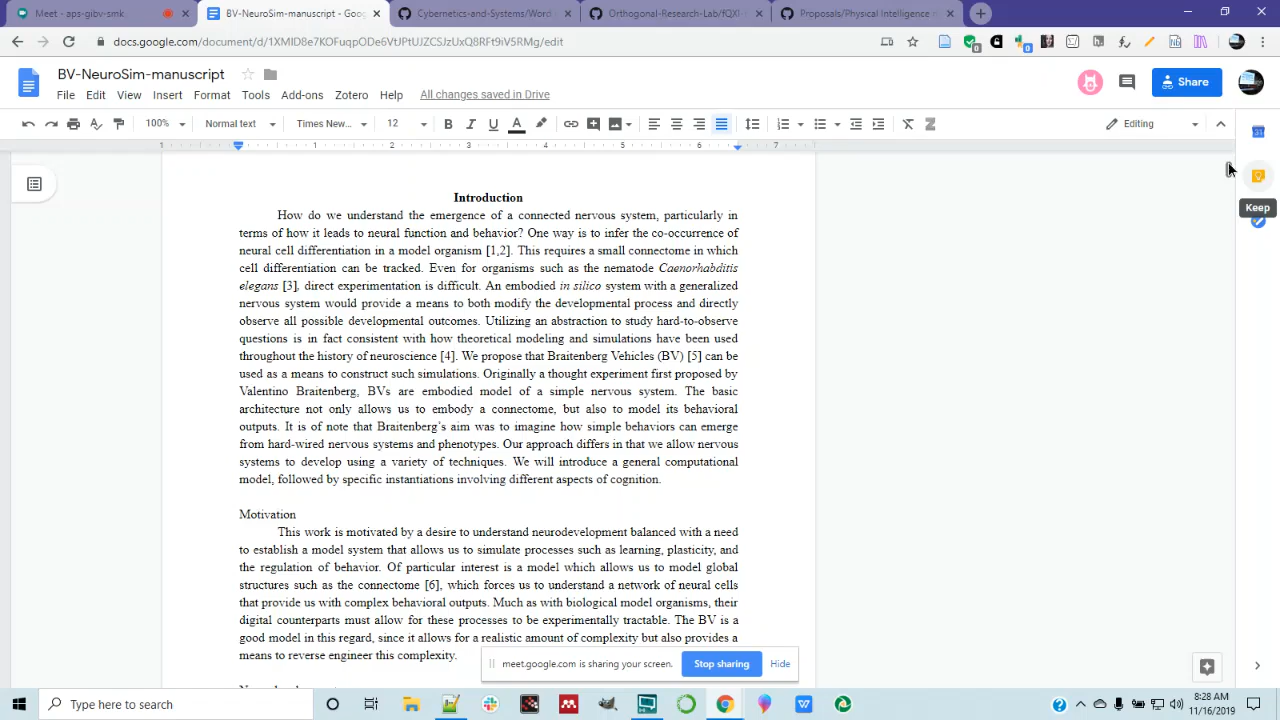 Meet - aps-gibv-smk
BV-NeuroSim-manuscript - Goog
Cybernetics-and-Systems/Word
Orthogonal-Research-Lab/fQXI-
Proposals/Physical Intelligence n
docs.google.com/document/d/1XMID8e7KOFuqpODe6VtJPtUJZCSJzUxQ8RFt9iV5RMg/edit
BV-NeuroSim-manuscript
Share
File Edit View Insert Format Tools Add-ons Zotero Help All changes saved in Drive
100% Normal text Times New... 12 Editing
1 1 2 3 4 5 6 7
Keep
Introduction
How do we understand the emergence of a connected nervous system, particularly in
terms of how it leads to neural function and behavior? One way is to infer the co-occurrence of
neural cell differentiation in a model organism [1,2]. This requires a small connectome in which
cell differentiation can be tracked. Even for organisms such as the nematode Caenorhabditis
elegans [3], direct experimentation is difficult. An embodied in silico system with a generalized
nervous system would provide a means to both modify the developmental process and directly
observe all possible developmental outcomes. Utilizing an abstraction to study hard-to-observe
questions is in fact consistent with how theoretical modeling and simulations have been used
throughout the history of neuroscience [4]. We propose that Braitenberg Vehicles (BV) [5] can be
used as a means to construct such simulations. Originally a thought experiment first proposed by
Valentino Braitenberg, BVs are embodied model of a simple nervous system. The basic
architecture not only allows us to embody a connectome, but also to model its behavioral
outputs. It is of note that Braitenberg's aim was to imagine how simple behaviors can emerge
from hard-wired nervous systems and phenotypes. Our approach differs in that we allow nervous
systems to develop using a variety of techniques. We will introduce a general computational
model, followed by specific instantiations involving different aspects of cognition.
Motivation
This work is motivated by a desire to understand neurodevelopment balanced with a need
to establish a model system that allows us to simulate processes such as learning, plasticity, and
the regulation of behavior. Of particular interest is a model which allows us to model global
structures such as the connectome [6], which forces us to understand a network of neural cells
that provide us with complex behavioral outputs. Much as with biological model organisms, their
digital counterparts must allow for these processes to be experimentally tractable. The BV is a
good model in this regard, since it allows for a realistic amount of complexity but also provides a
means to reverse engineer this complexity.
meet.google.com is sharing your screen. Stop sharing Hide
Type here to search
8:28 AM
11/16/2019